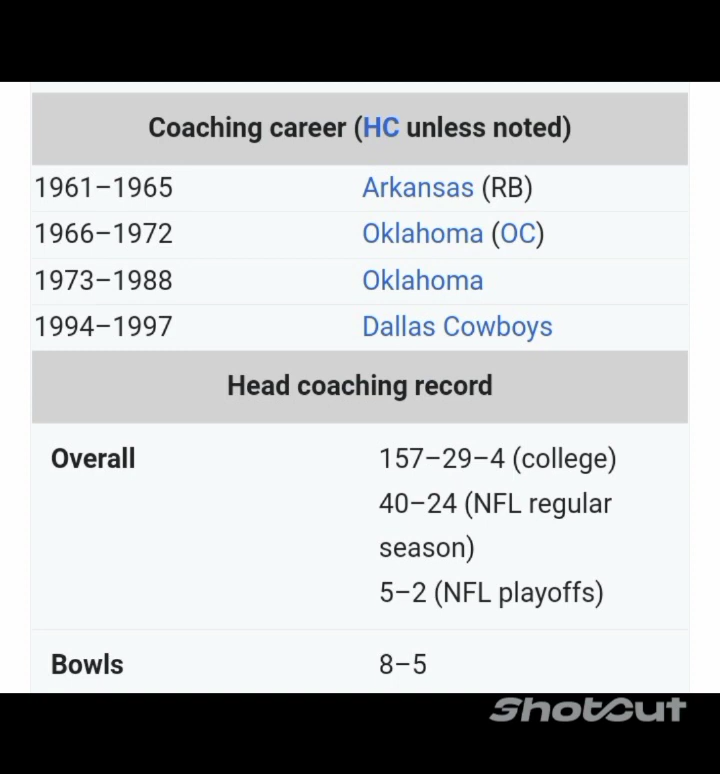 Coaching career (HC unless noted)
1961–1965 Arkansas (RB)
1966–1972 Oklahoma (OC)
1973–1988 Oklahoma
1994–1997 Dallas Cowboys
Head coaching record
Overall 157–29–4 (college)
40–24 (NFL regular
season)
5–2 (NFL playoffs)
Bowls 8–5
Shotcut